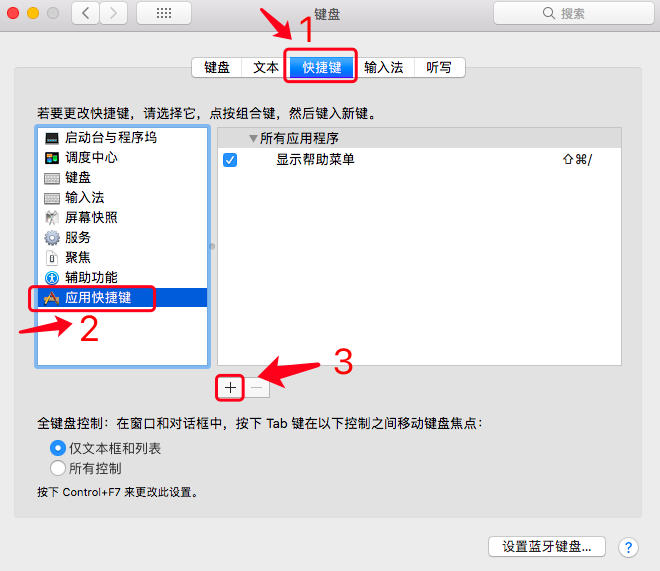 键盘
搜索
1
键盘
文本
快捷键
输入法
听写
若要更改快捷键，请选择它，点按组合键，然后键入新键。
启动台与程序坞
调度中心
键盘
输入法
屏幕快照
服务
聚焦
辅助功能
应用快捷键
2
所有应用程序
显示帮助菜单 ⇧⌘/
3
全键盘控制：在窗口和对话框中，按下 Tab 键在以下控制之间移动键盘焦点：
仅文本框和列表
所有控制
按下 Control+F7 来更改此设置。
设置蓝牙键盘...
?